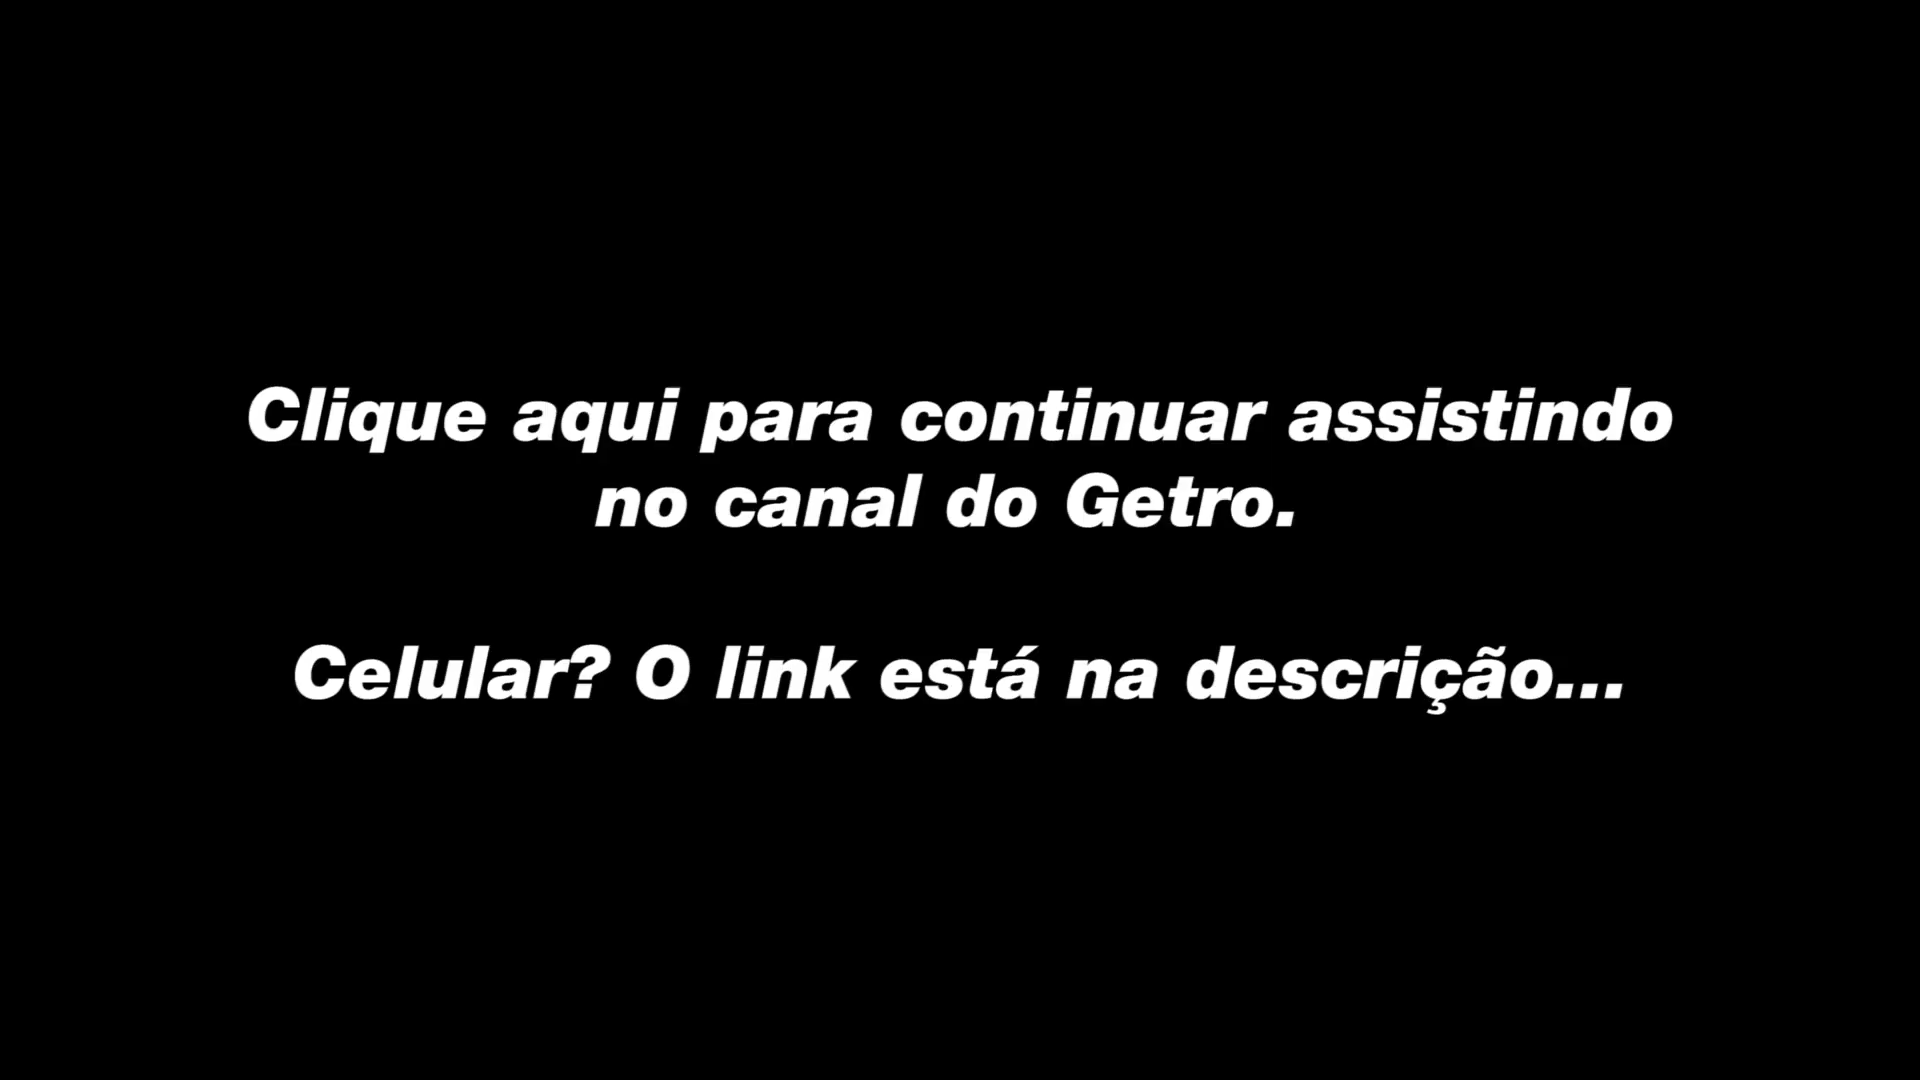 Clique aqui para continuar assistindo
no canal do Getro.
Celular? O link está na descrição...